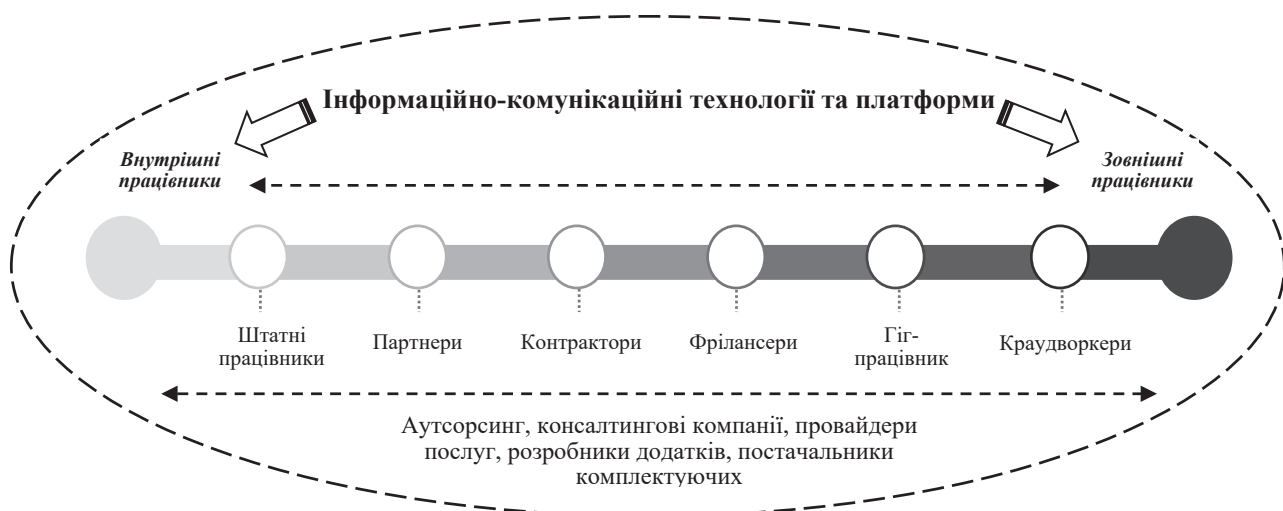 Інформаційно-комунікаційні технології та платформи
Внутрішні
працівники
Зовнішні
працівники
Штатні
працівники
Партнери
Контрактори
Фрілансери
Гіг-
працівник
Краудворкери
Аутсорсинг, консалтингові компанії, провайдери
послуг, розробники додатків, постачальники
комплектуючих